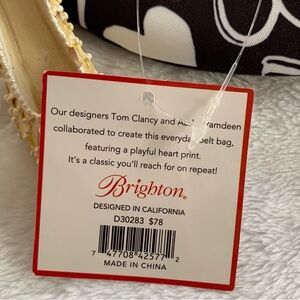 Our designers Tom Clancy and
collaborated to create this everyday belt bag,
featuring a playful heart print.
It's a classic you'll reach for on repeat!
Brighton®
DESIGNED IN CALIFORNIA
D30283 $78
7 47708 42577 2
MADE IN CHINA